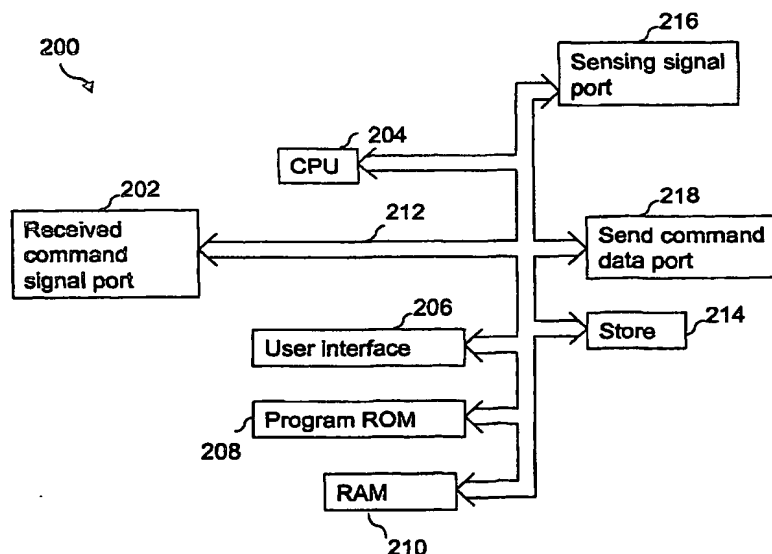 200
216
Sensing signal
port
204
CPU
202
Received
command
signal port
212
218
Send command
data port
206
User interface
Store
214
208
Program ROM
RAM
210